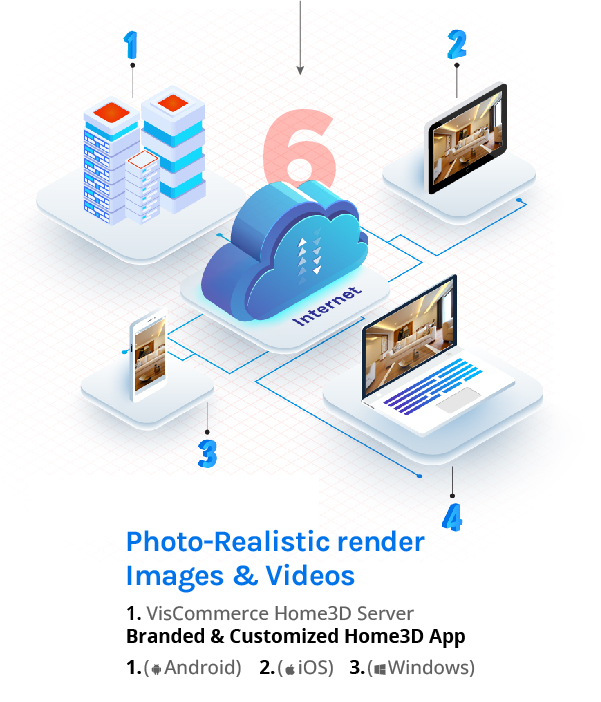 1
2
6
Internet
3
4
Photo-Realistic render
Images & Videos
1. VisCommerce Home3D Server
Branded & Customized Home3D App
1.(Android) 2.(iOS) 3.(Windows)